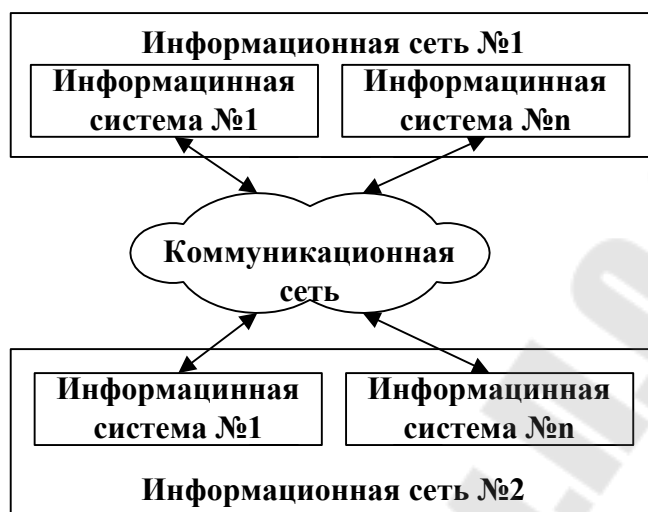 Информационная сеть №1
Информацинная
система №1
Информацинная
система №n
Коммуникационная
сеть
Информацинная
система №1
Информацинная
система №n
Информационная сеть №2